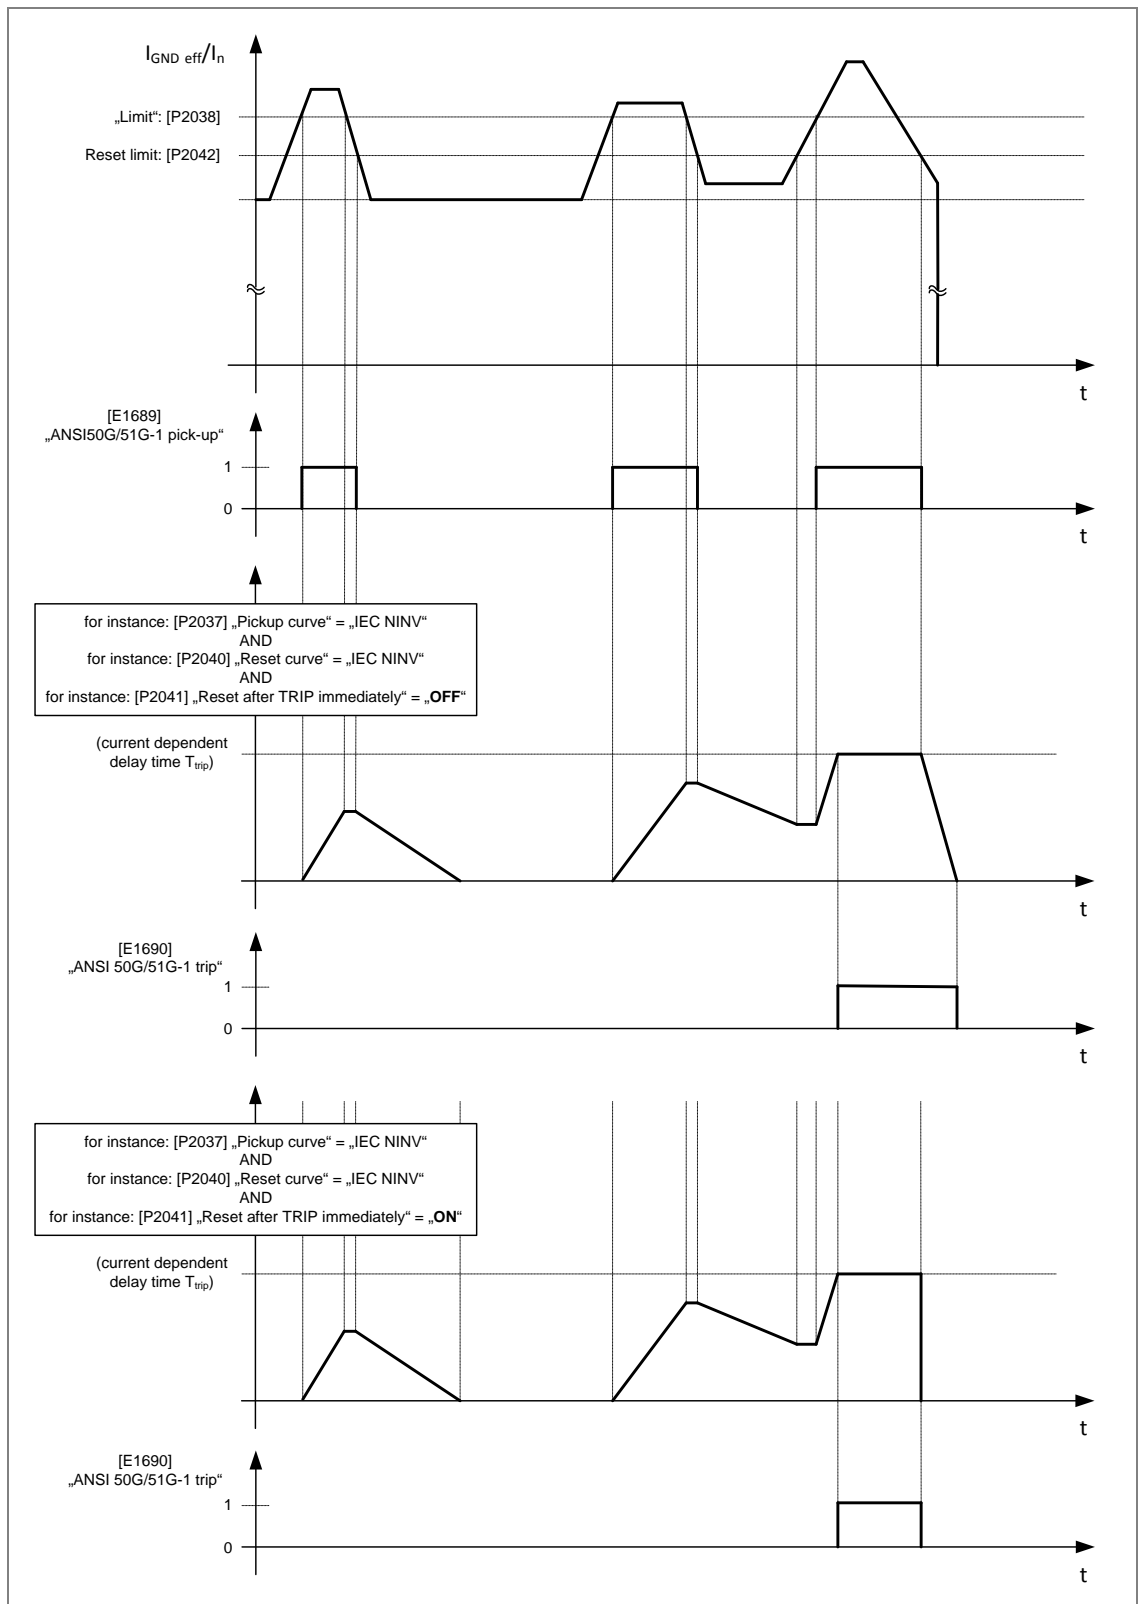 I_GND eff/I_n
„Limit“: [P2038]
Reset limit: [P2042]
t
[E1689]
„ANSI50G/51G-1 pick-up“
1
0
t
for instance: [P2037] „Pickup curve“ = „IEC NINV“
AND
for instance: [P2040] „Reset curve“ = „IEC NINV“
AND
for instance: [P2041] „Reset after TRIP immediately“ = „OFF“
(current dependent
delay time T_trip)
t
[E1690]
„ANSI 50G/51G-1 trip“
1
0
t
for instance: [P2037] „Pickup curve“ = „IEC NINV“
AND
for instance: [P2040] „Reset curve“ = „IEC NINV“
AND
for instance: [P2041] „Reset after TRIP immediately“ = „ON“
(current dependent
delay time T_trip)
t
[E1690]
„ANSI 50G/51G-1 trip“
1
0
t